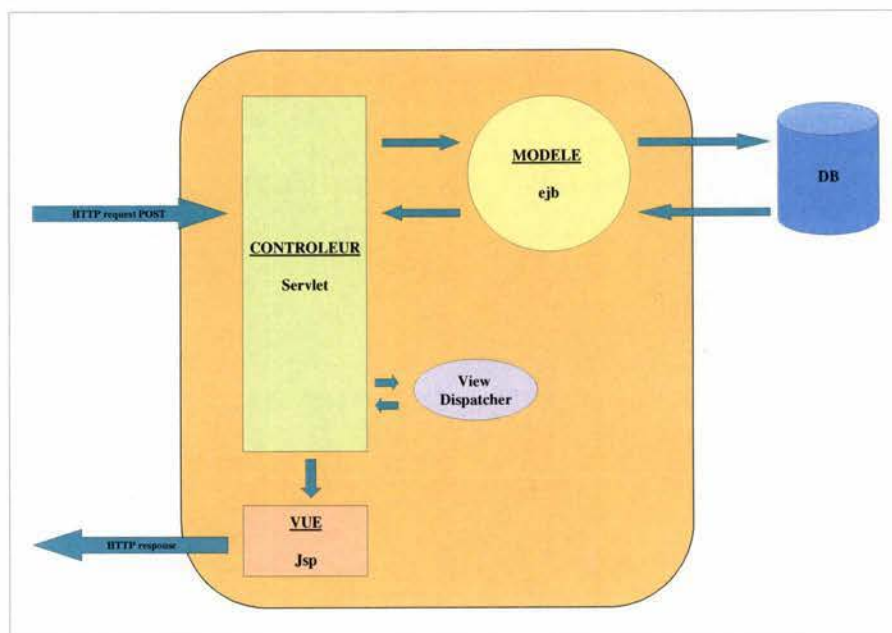 MODELE
ejb
DB
HTTP request POST
CONTROLEUR
Servlet
View
Dispatcher
VUE
Jsp
HTTP response